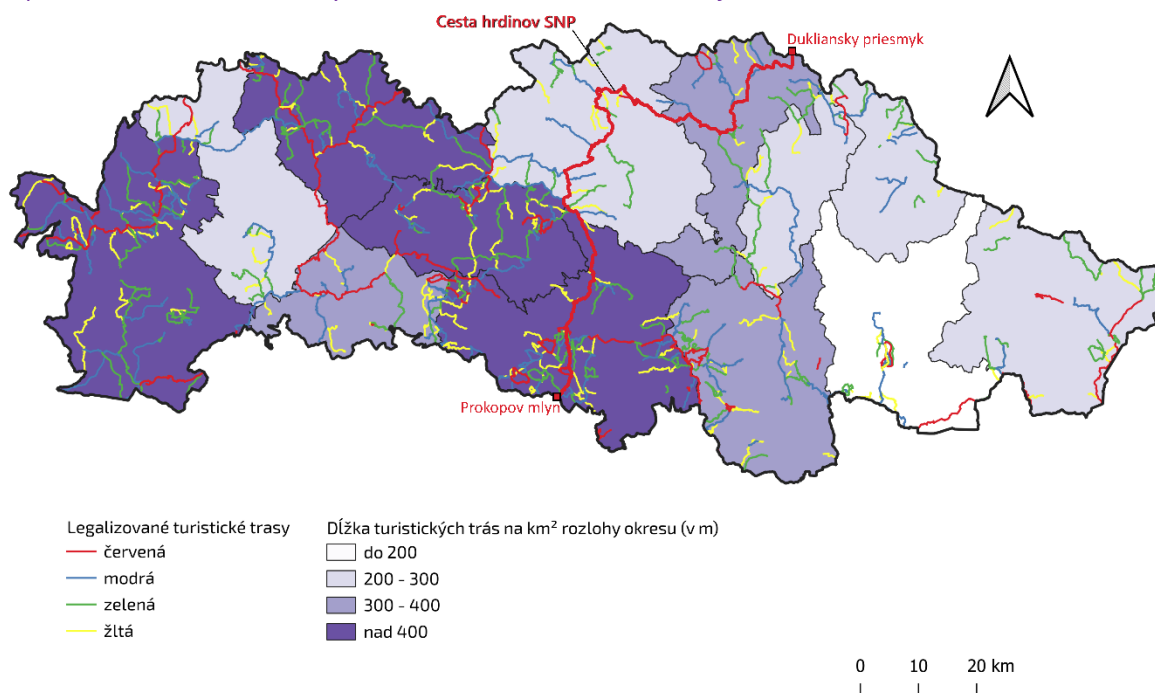 Cesta hrdinov SNP
Dukliansky priesmyk
Prokopov mlyn
Legalizované turistické trasy
červená
modrá
zelená
žltá
Dĺžka turistických trás na km² rozlohy okresu (v m)
do 200
200 - 300
300 - 400
nad 400
0 10 20 km